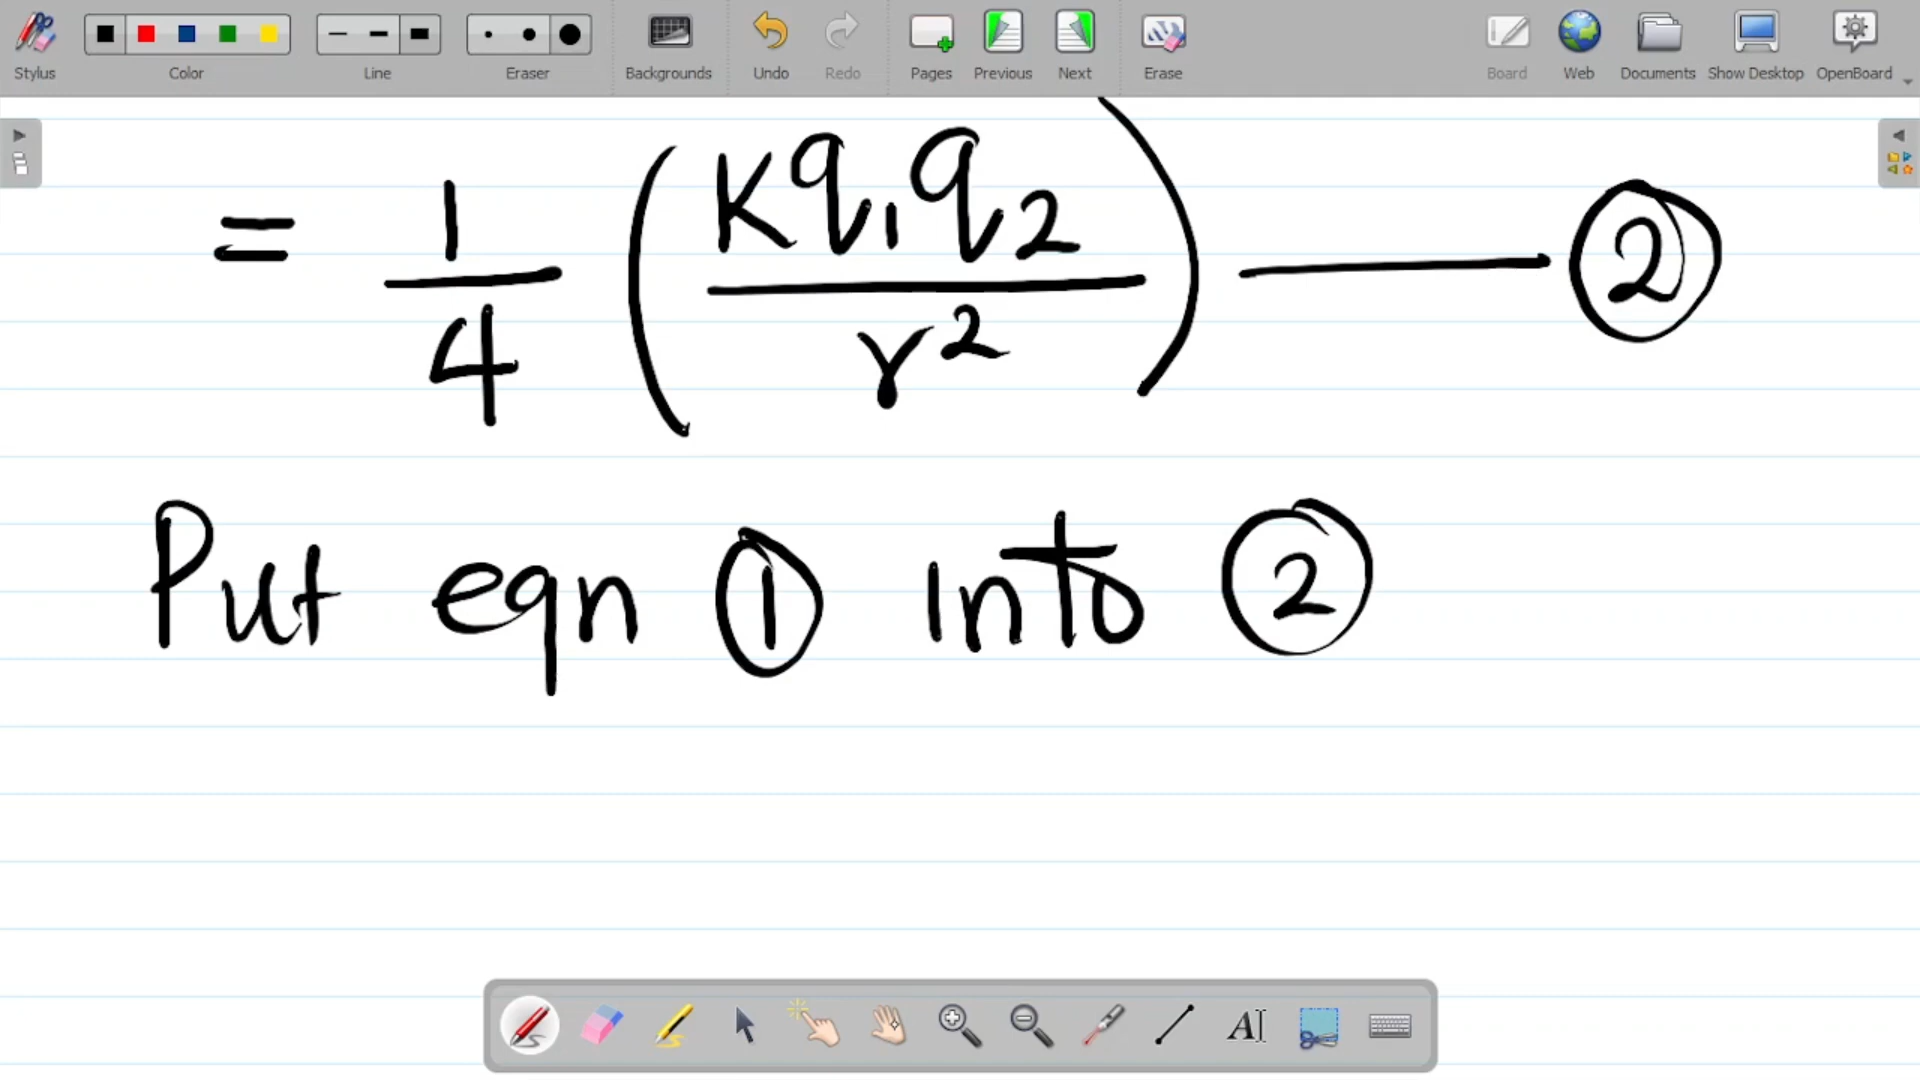 Stylus Color Line Eraser Backgrounds Undo Redo Pages Previous Next Erase Board Web Documents Show Desktop OpenBoard
= 1/4 (Kq₁q₂/r²) —— ②
Put eqn ① into ②